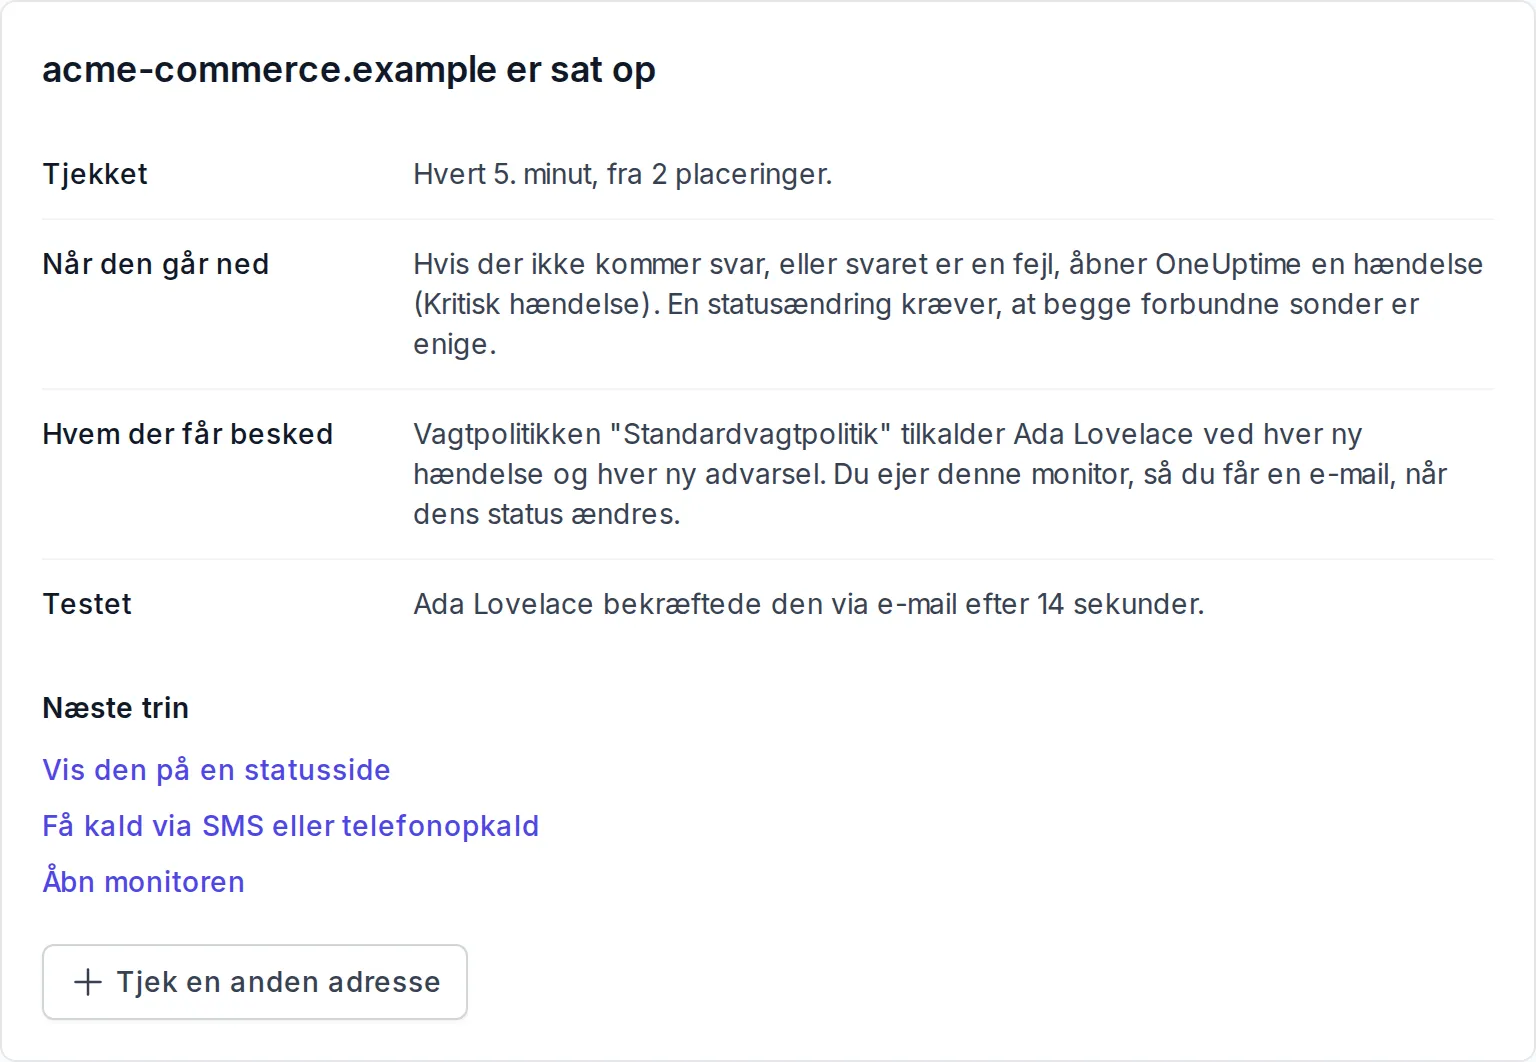 acme-commerce.example er sat op
Tjekket
Hvert 5. minut, fra 2 placeringer.
Når den går ned
Hvis der ikke kommer svar, eller svaret er en fejl, åbner OneUptime en hændelse
(Kritisk hændelse). En statusændring kræver, at begge forbundne sonder er
enige.
Hvem der får besked
Vagtpolitikken "Standardvagtpolitik" tilkalder Ada Lovelace ved hver ny
hændelse og hver ny advarsel. Du ejer denne monitor, så du får en e-mail, når
dens status ændres.
Testet
Ada Lovelace bekræftede den via e-mail efter 14 sekunder.
Næste trin
Vis den på en statusside
Få kald via SMS eller telefonopkald
Åbn monitoren
Tjek en anden adresse